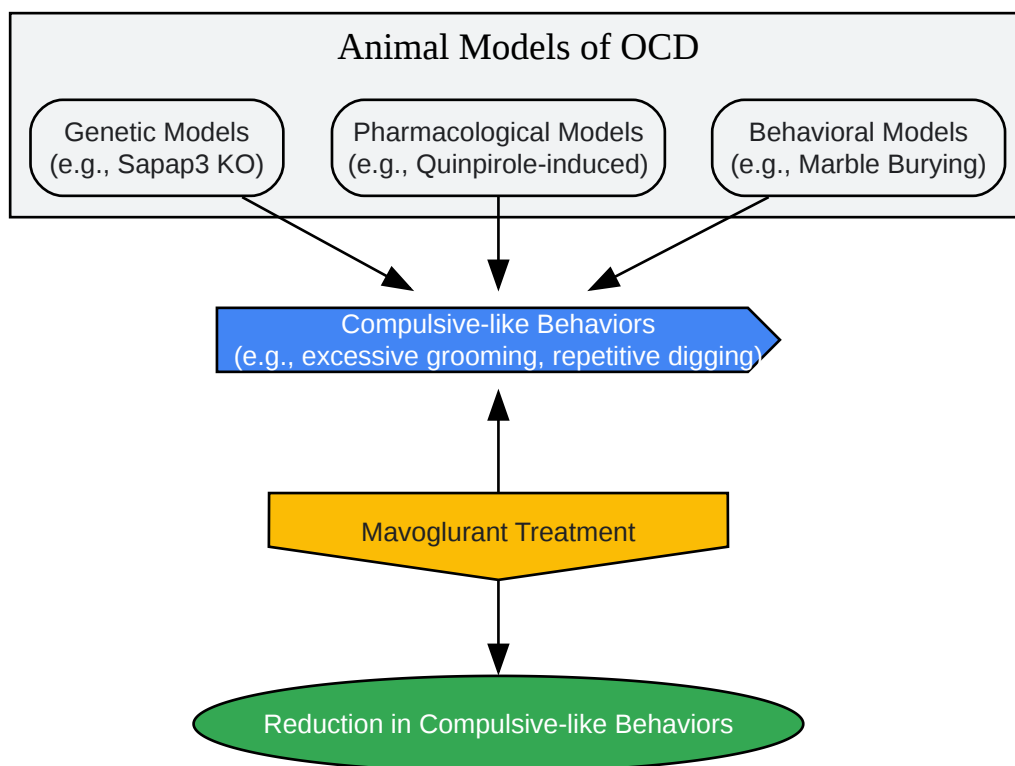 Animal Models of OCD
Genetic Models
(e.g., Sapap3 KO)
Pharmacological Models
(e.g., Quinpirole-induced)
Behavioral Models
(e.g., Marble Burying)
Compulsive-like Behaviors
(e.g., excessive grooming, repetitive digging)
Mavoglurant Treatment
Reduction in Compulsive-like Behaviors